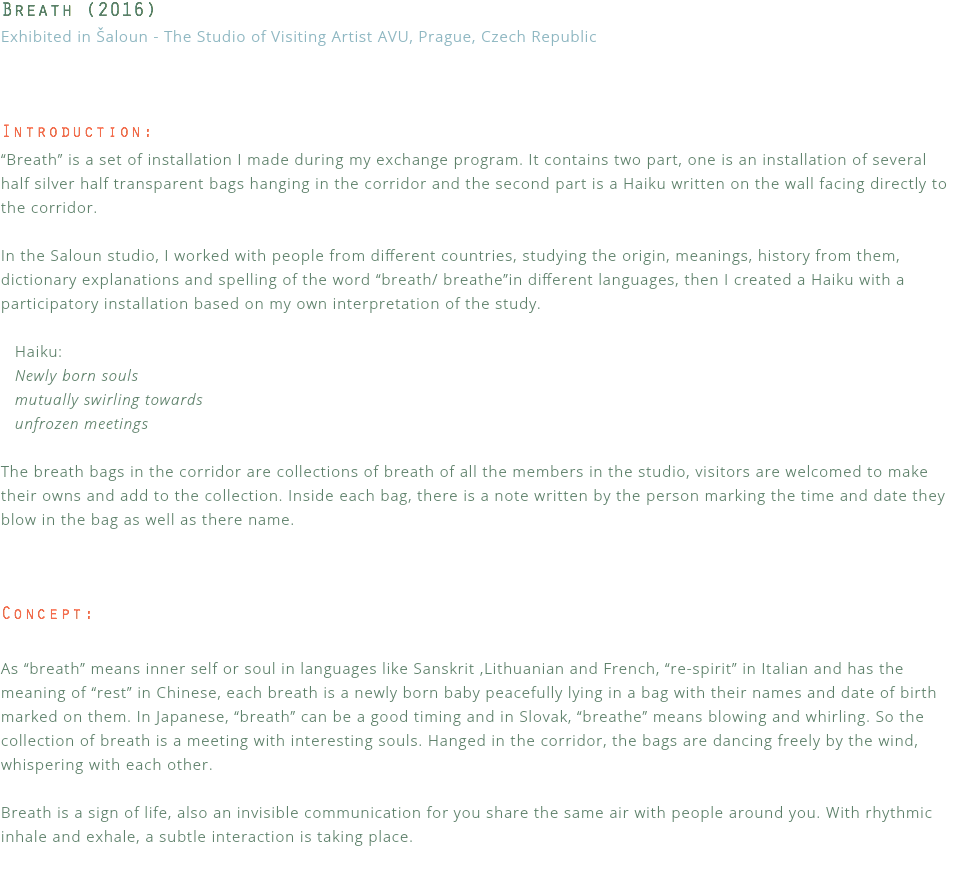 Breath (2016)
Exhibited in Šaloun - The Studio of Visiting Artist AVU, Prague, Czech Republic
Introduction:
“Breath” is a set of installation I made during my exchange program. It contains two part, one is an installation of several
half silver half transparent bags hanging in the corridor and the second part is a Haiku written on the wall facing directly to
the corridor.
In the Saloun studio, I worked with people from different countries, studying the origin, meanings, history from them,
dictionary explanations and spelling of the word “breath/ breathe”in different languages, then I created a Haiku with a
participatory installation based on my own interpretation of the study.
Haiku:
Newly born souls
mutually swirling towards
unfrozen meetings
The breath bags in the corridor are collections of breath of all the members in the studio, visitors are welcomed to make
their owns and add to the collection. Inside each bag, there is a note written by the person marking the time and date they
blow in the bag as well as there name.
Concept:
As “breath” means inner self or soul in languages like Sanskrit ,Lithuanian and French, “re-spirit” in Italian and has the
meaning of “rest” in Chinese, each breath is a newly born baby peacefully lying in a bag with their names and date of birth
marked on them. In Japanese, “breath” can be a good timing and in Slovak, “breathe” means blowing and whirling. So the
collection of breath is a meeting with interesting souls. Hanged in the corridor, the bags are dancing freely by the wind,
whispering with each other.
Breath is a sign of life, also an invisible communication for you share the same air with people around you. With rhythmic
inhale and exhale, a subtle interaction is taking place.